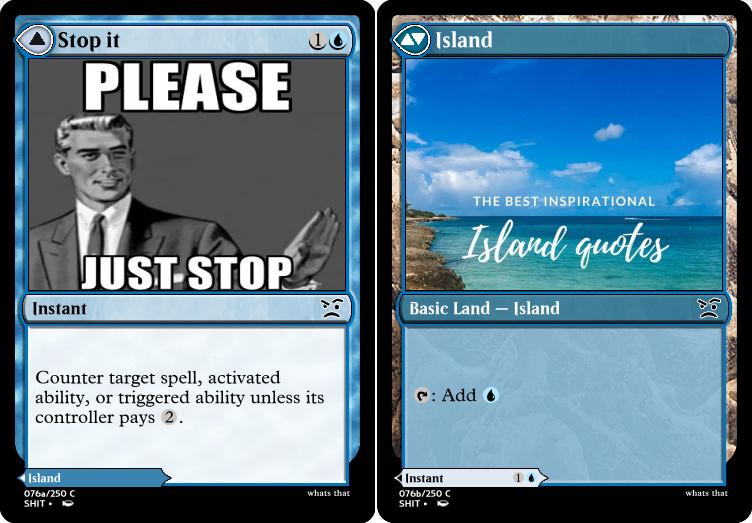 Stop it 1
PLEASE
JUST STOP
Instant
Counter target spell, activated
ability, or triggered ability unless its
controller pays 2.
Island
076a/250 C
SHIT •
whats that
Island
THE BEST INSPIRATIONAL
Island quotes
Basic Land — Island
: Add
Instant 1
076b/250 C
SHIT •
whats that